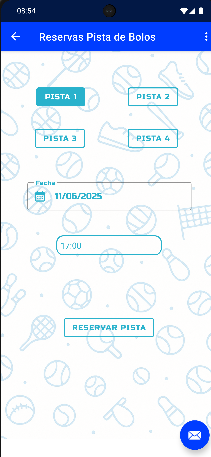 03:54
Reservas Pista de Bolos
PISTA 1 PISTA 2
PISTA 3 PISTA 4
Fecha
11/06/2025
17:00
RESERVAR PISTA